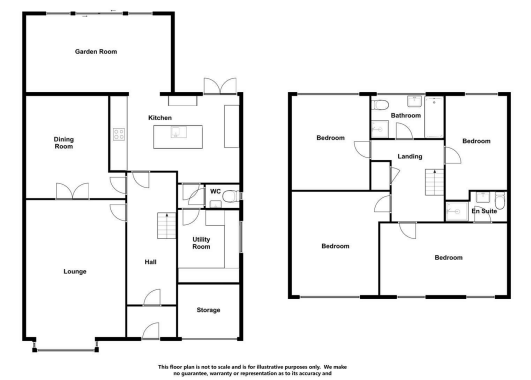 Garden Room
Kitchen
Dining
Room
WC
Utility
Room
Lounge
Hall
Storage
Bathroom
Bedroom
Bedroom
Landing
En Suite
Bedroom
Bedroom
This floor plan is not to scale and is for illustrative purposes only. We make
no guarantee, warranty or representation as to its accuracy and